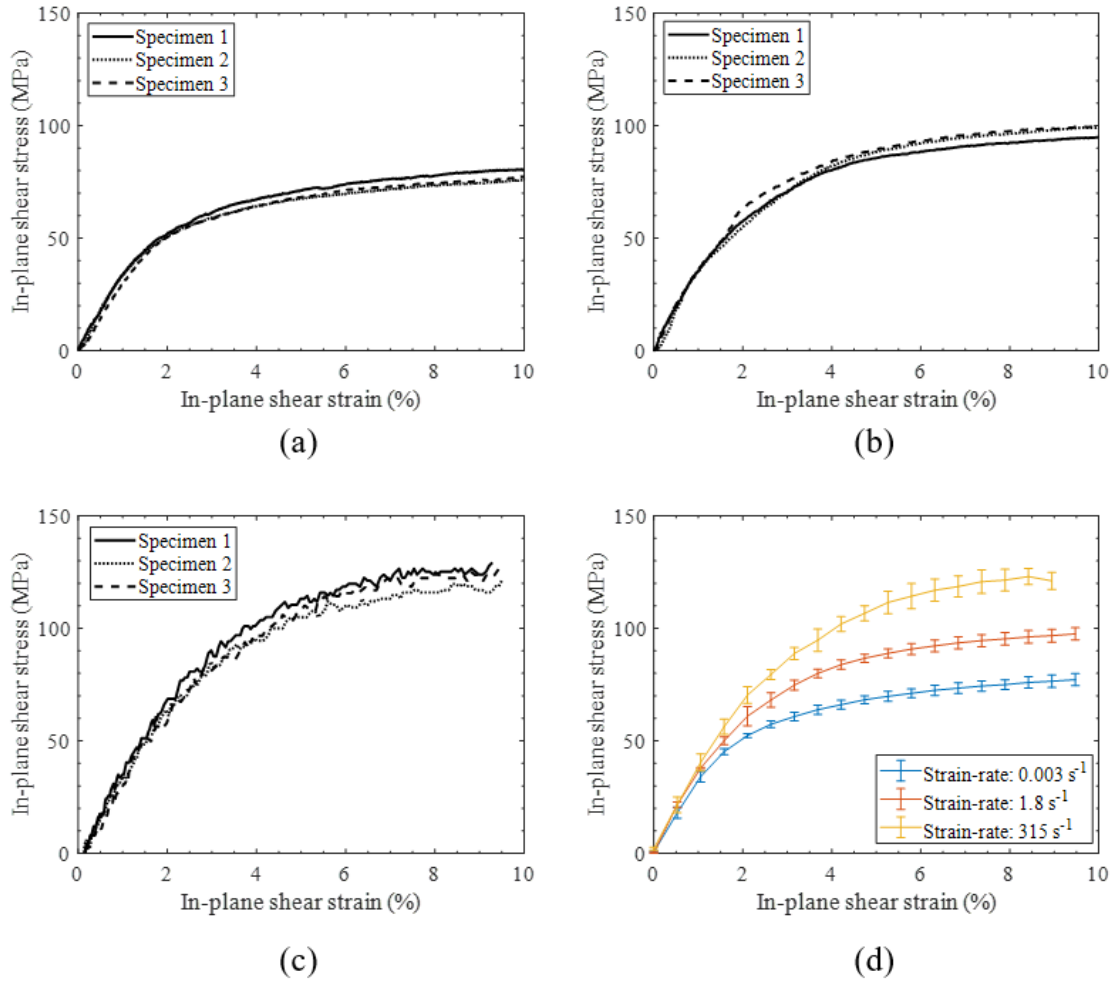 150
100
50
0
In-plane shear stress (MPa)
Specimen 1
Specimen 2
Specimen 3
0 2 4 6 8 10
In-plane shear strain (%)
(a)
150
100
50
0
In-plane shear stress (MPa)
Specimen 1
Specimen 2
Specimen 3
0 2 4 6 8 10
In-plane shear strain (%)
(b)
150
100
50
0
In-plane shear stress (MPa)
Specimen 1
Specimen 2
Specimen 3
0 2 4 6 8 10
In-plane shear strain (%)
(c)
150
100
50
0
In-plane shear stress (MPa)
Strain-rate: 0.003 s⁻¹
Strain-rate: 1.8 s⁻¹
Strain-rate: 315 s⁻¹
0 2 4 6 8 10
In-plane shear strain (%)
(d)